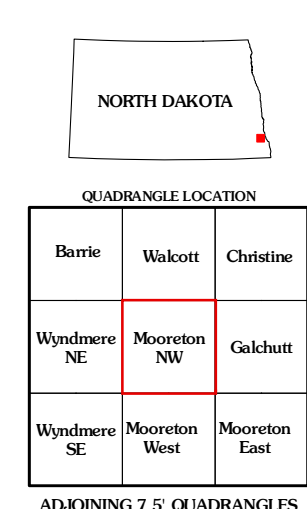 NORTH DAKOTA
QUADRANGLE LOCATION
Barrie
Walcott
Christine
Wyndmere
NE
Mooreton
NW
Galchutt
Wyndmere
SE
Mooreton
West
Mooreton
East
ADJOINING 7.5' QUADRANGLES